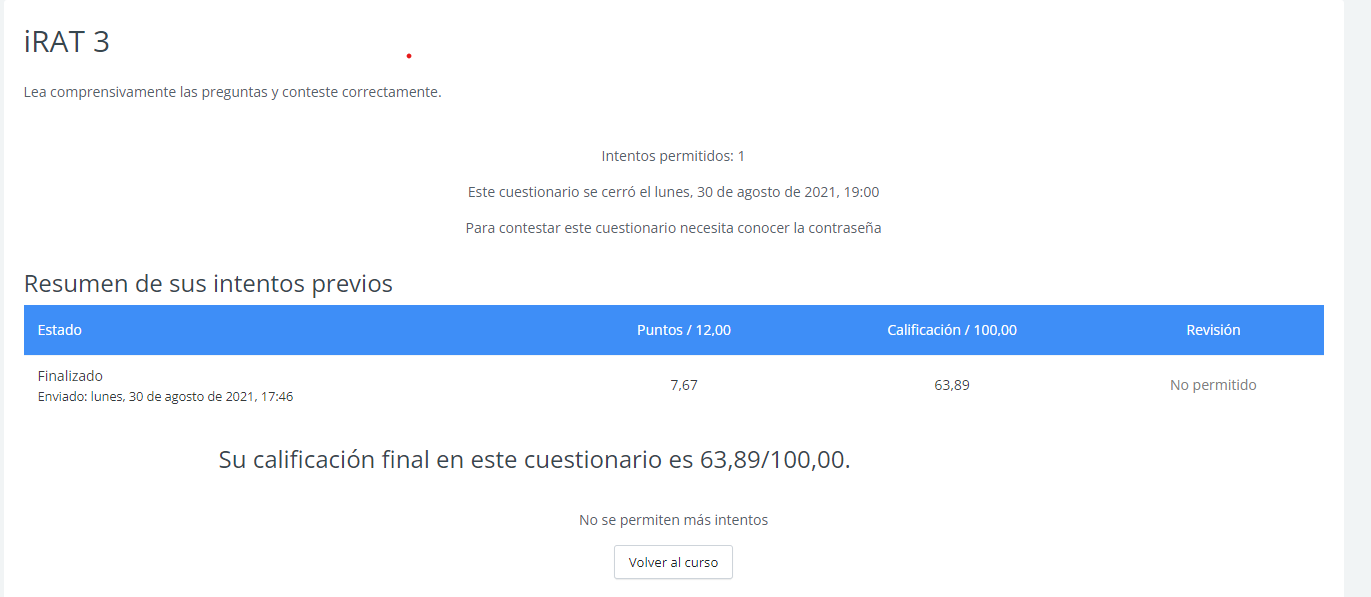 iRAT 3
Lea comprensivamente las preguntas y conteste correctamente.
Intentos permitidos: 1
Este cuestionario se cerró el lunes, 30 de agosto de 2021, 19:00
Para contestar este cuestionario necesita conocer la contraseña
Resumen de sus intentos previos
Estado Puntos / 12,00 Calificación / 100,00 Revisión
Finalizado
Enviado: lunes, 30 de agosto de 2021, 17:46
7,67 63,89 No permitido
Su calificación final en este cuestionario es 63,89/100,00.
No se permiten más intentos
Volver al curso